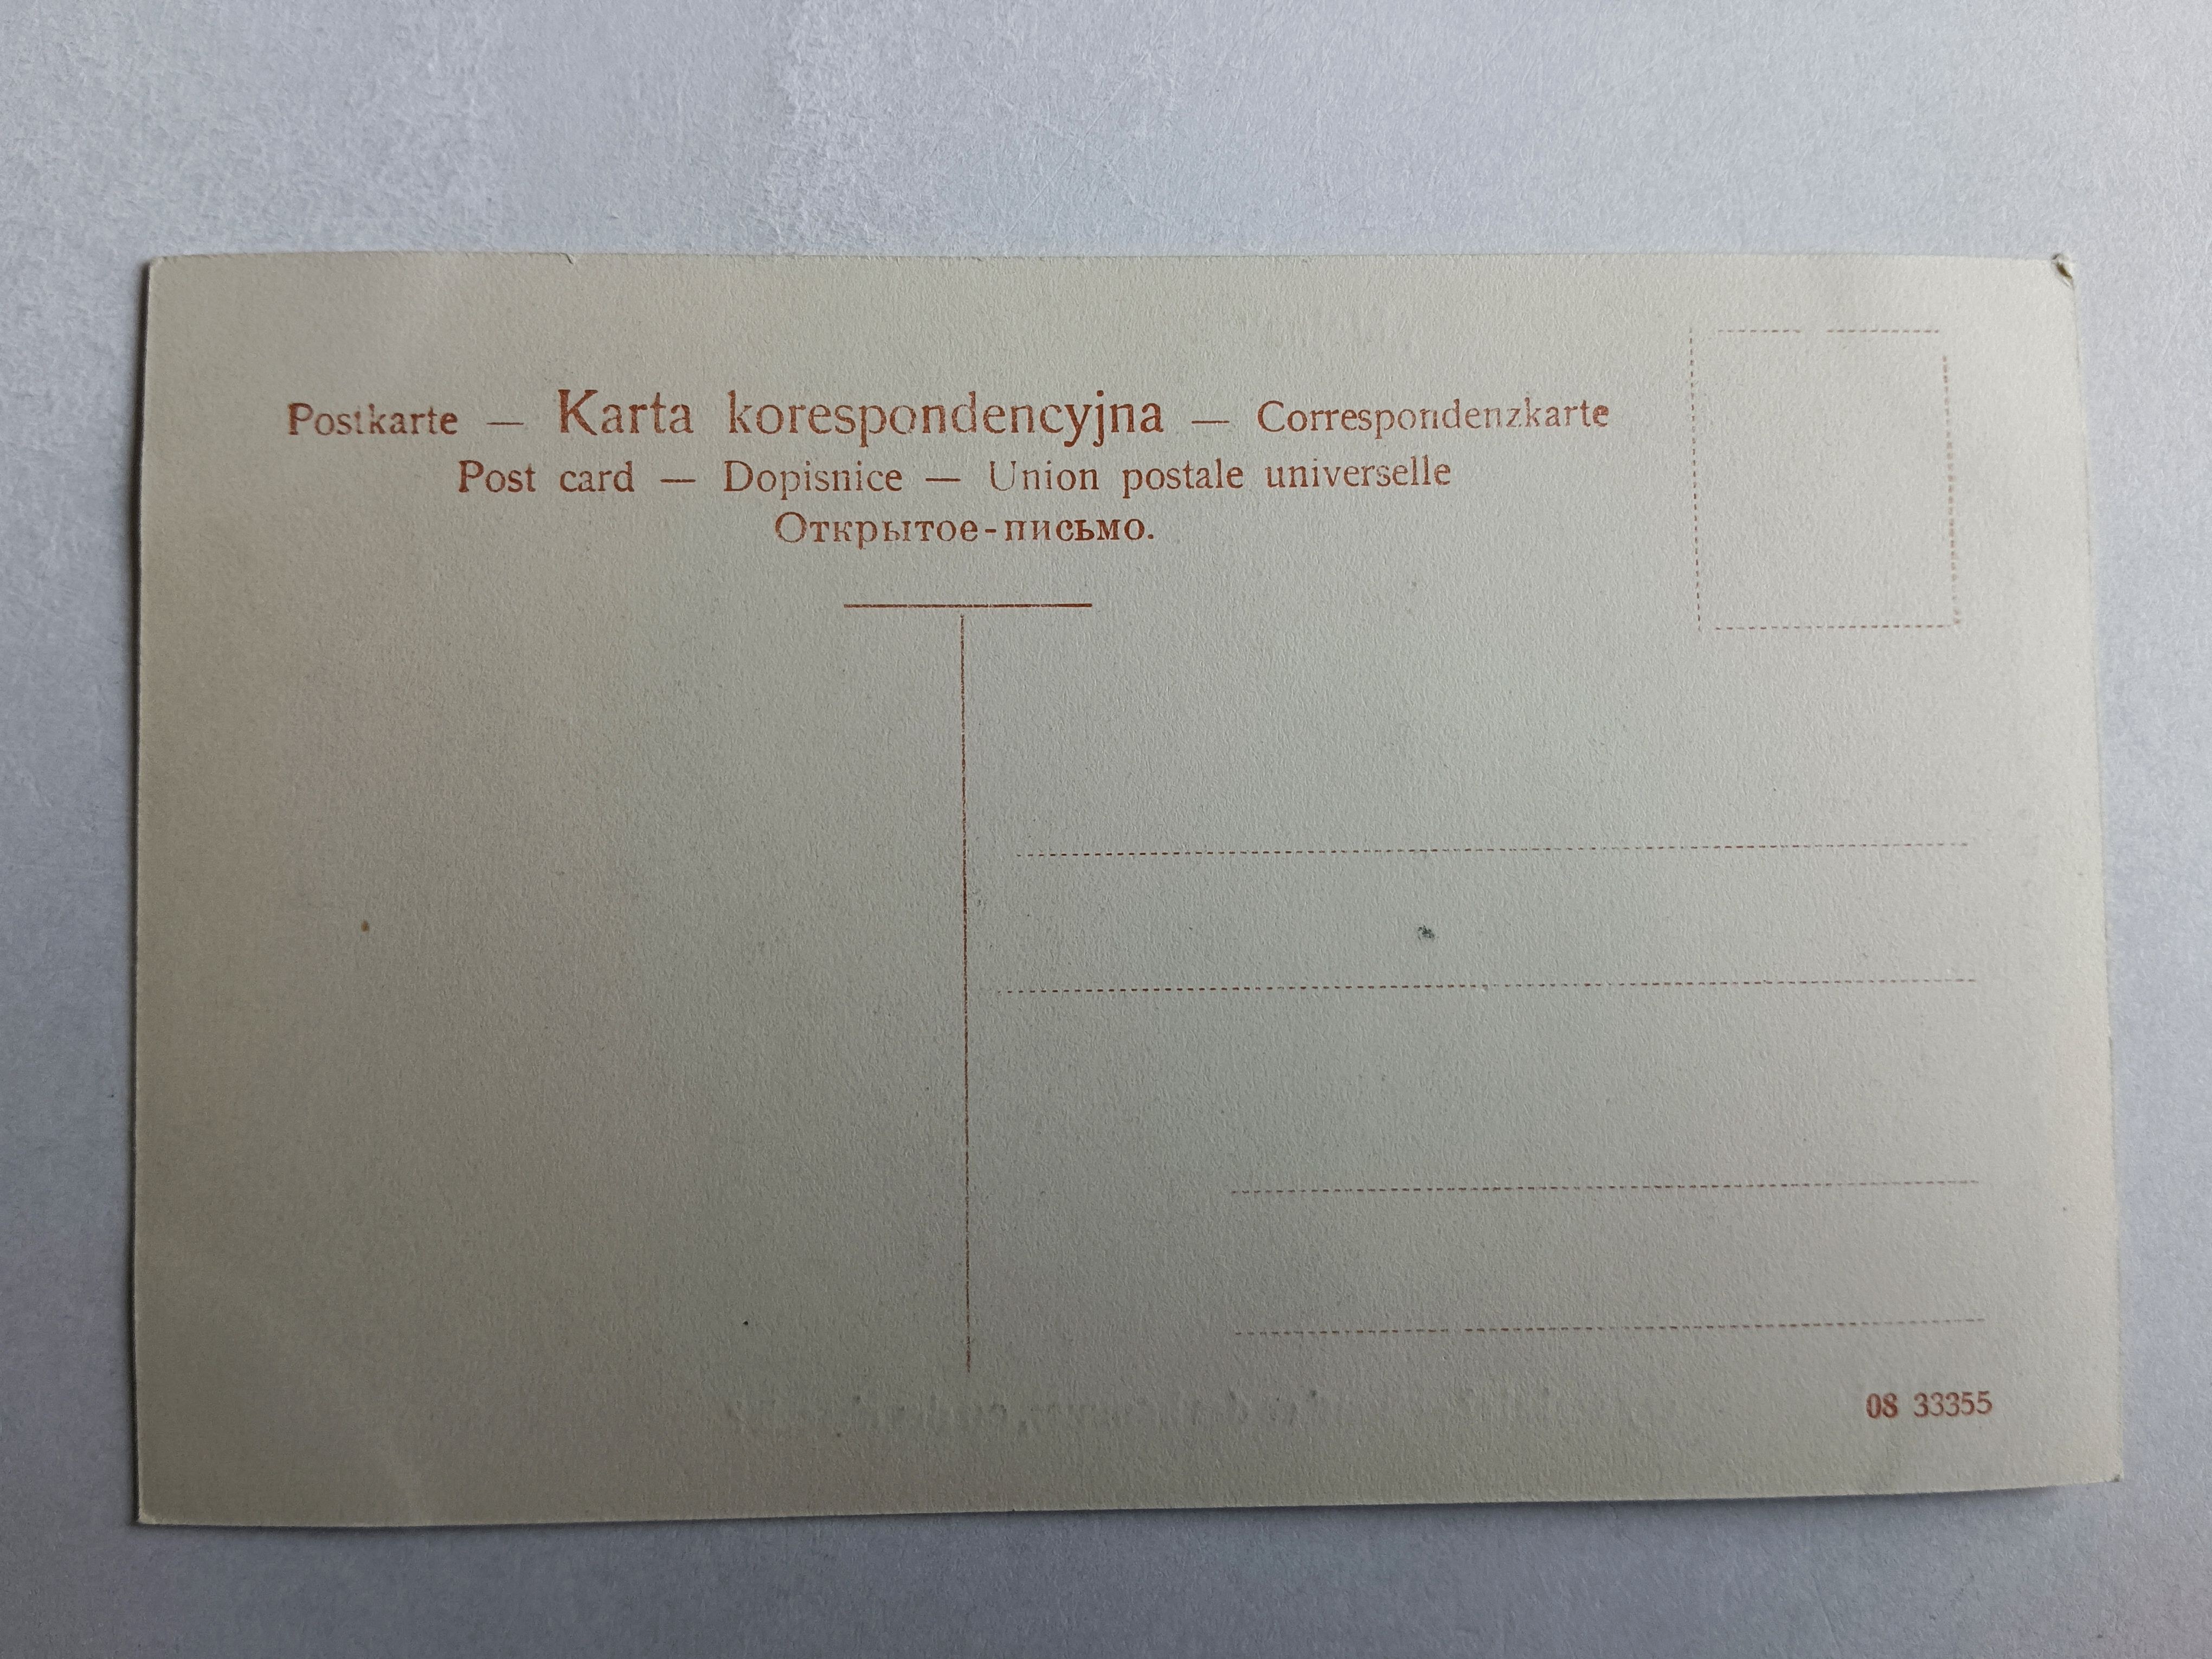 Postkarte — Karta korespondencyjna — Correspondenzkarte
Post card — Dopisnice — Union postale universelle
Открытое-письмо.
08 33355